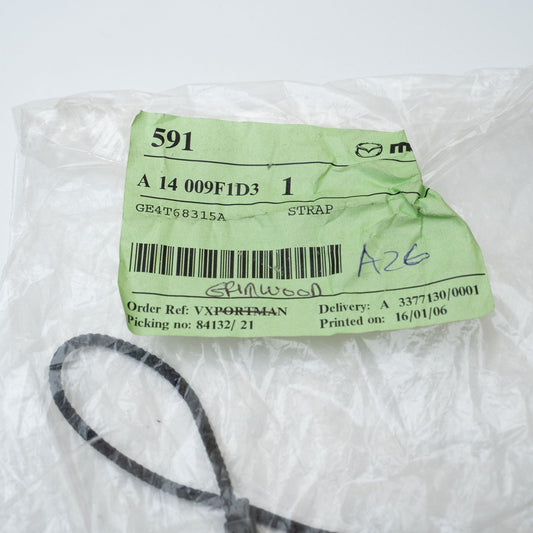 591
A 14 009F1D3 1
GE4T68315A STRAP
A26
GRIMWOOD
Order Ref: VXPORTMAN Delivery: A 3377130/0001
Picking no: 84132/ 21 Printed on: 16/01/06